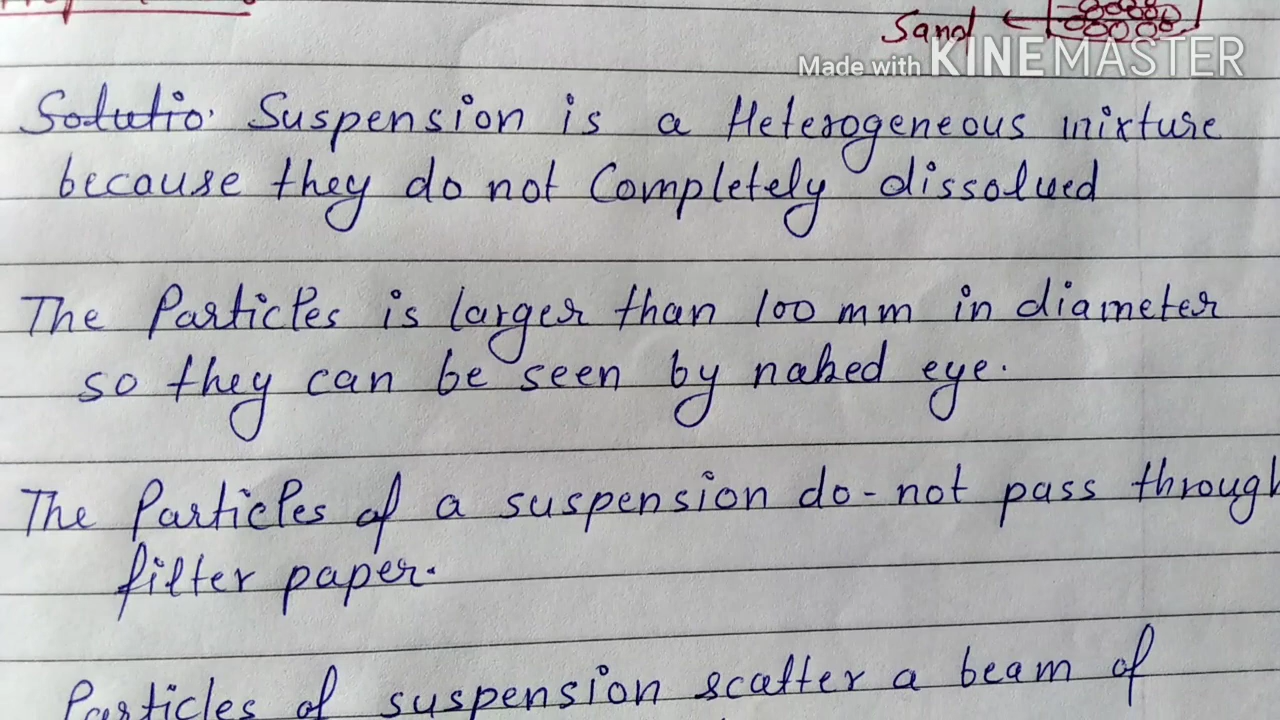 Sand
Made with KINEMASTER
Solutio. Suspension is a Heterogeneous mixture
because they do not Completely dissolved
The Particles is larger than 100 mm in diameter
so they can be seen by naked eye.
The Particles of a suspension do-not pass through
filter paper.
Particles of suspension scatter a beam of